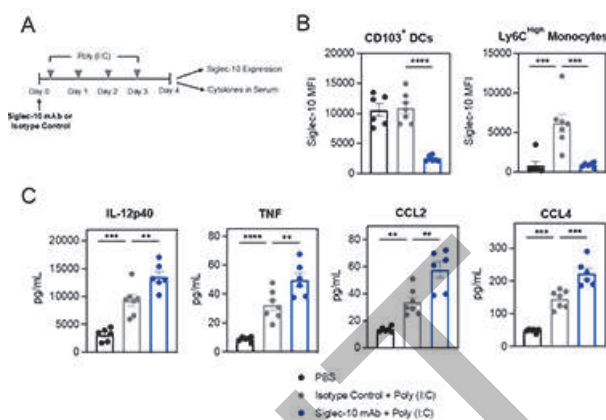 A
Poly (I:C)
Day 0 Day 1 Day 2 Day 3 Day 4
Siglec-10 mAb or
Isotype Control
Siglec-10 Expression
Cytokines in Serum
B
CD103+ DCs
Siglec-10 MFI
15000
10000
5000
0
****
Ly6CHigh Monocytes
Siglec-10 MFI
15000
10000
5000
0
*** ***
C
IL-12p40
pg/mL
20000
15000
10000
5000
0
*** **
TNF
pg/mL
80
60
40
20
0
**** **
CCL2
pg/mL
80
60
40
20
0
** **
CCL4
pg/mL
300
200
100
0
*** ***
PBS
Isotype Control + Poly (I:C)
Siglec-10 mAb + Poly (I:C)